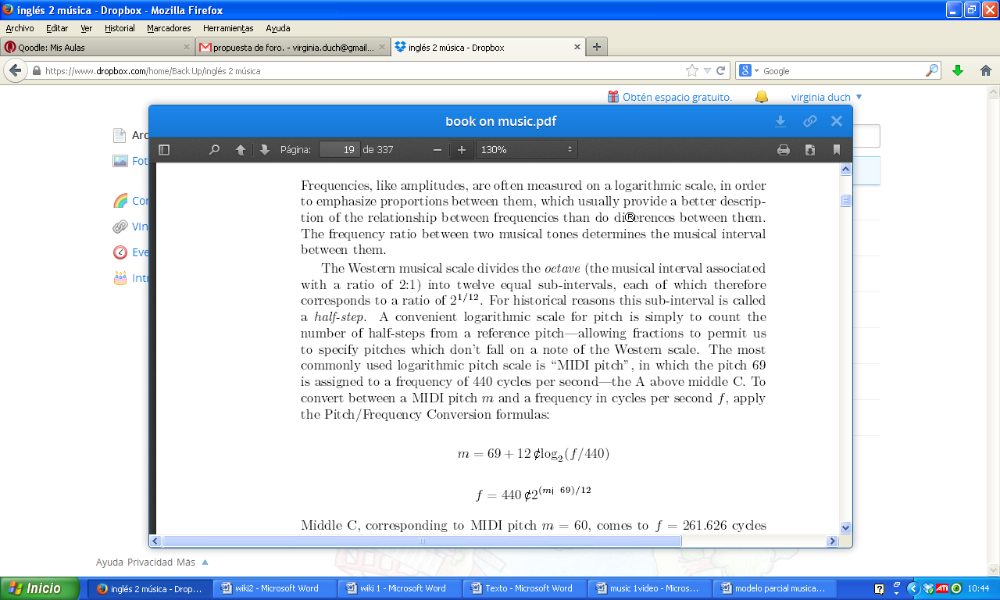 inglés 2 música - Dropbox - Mozilla Firefox
Archivo Editar Ver Historial Marcadores Herramientas Ayuda
Qoodle: Mis Aulas
propuesta de foro. - virginia.duch@gmail...
inglés 2 música - Dropbox
https://www.dropbox.com/home/Back Up/inglés 2 música
Google
Obtén espacio gratuito.
virginia duch
book on music.pdf
Arc
Página: 19 de 337
130%
Fot
Frequencies, like amplitudes, are often measured on a logarithmic scale, in order
to emphasize proportions between them, which usually provide a better descrip-
tion of the relationship between frequencies than do di®erences between them.
The frequency ratio between two musical tones determines the musical interval
between them.
The Western musical scale divides the octave (the musical interval associated
with a ratio of 2:1) into twelve equal sub-intervals, each of which therefore
corresponds to a ratio of 2^1/12. For historical reasons this sub-interval is called
a half-step. A convenient logarithmic scale for pitch is simply to count the
number of half-steps from a reference pitch—allowing fractions to permit us
to specify pitches which don't fall on a note of the Western scale. The most
commonly used logarithmic pitch scale is “MIDI pitch”, in which the pitch 69
is assigned to a frequency of 440 cycles per second—the A above middle C. To
convert between a MIDI pitch m and a frequency in cycles per second f, apply
the Pitch/Frequency Conversion formulas:
m = 69 + 12 ¢log₂(f/440)
f = 440 ¢2^(m¡ 69)/12
Middle C, corresponding to MIDI pitch m = 60, comes to f = 261.626 cycles
Cor
Vín
Eve
Int
Ayuda Privacidad Más
Inicio
inglés 2 música - Drop...
wiki2 - Microsoft Word
wiki 1 - Microsoft Word
Texto - Microsoft Word
music 1video - Micros...
modelo parcial musica...
ATI
10:44